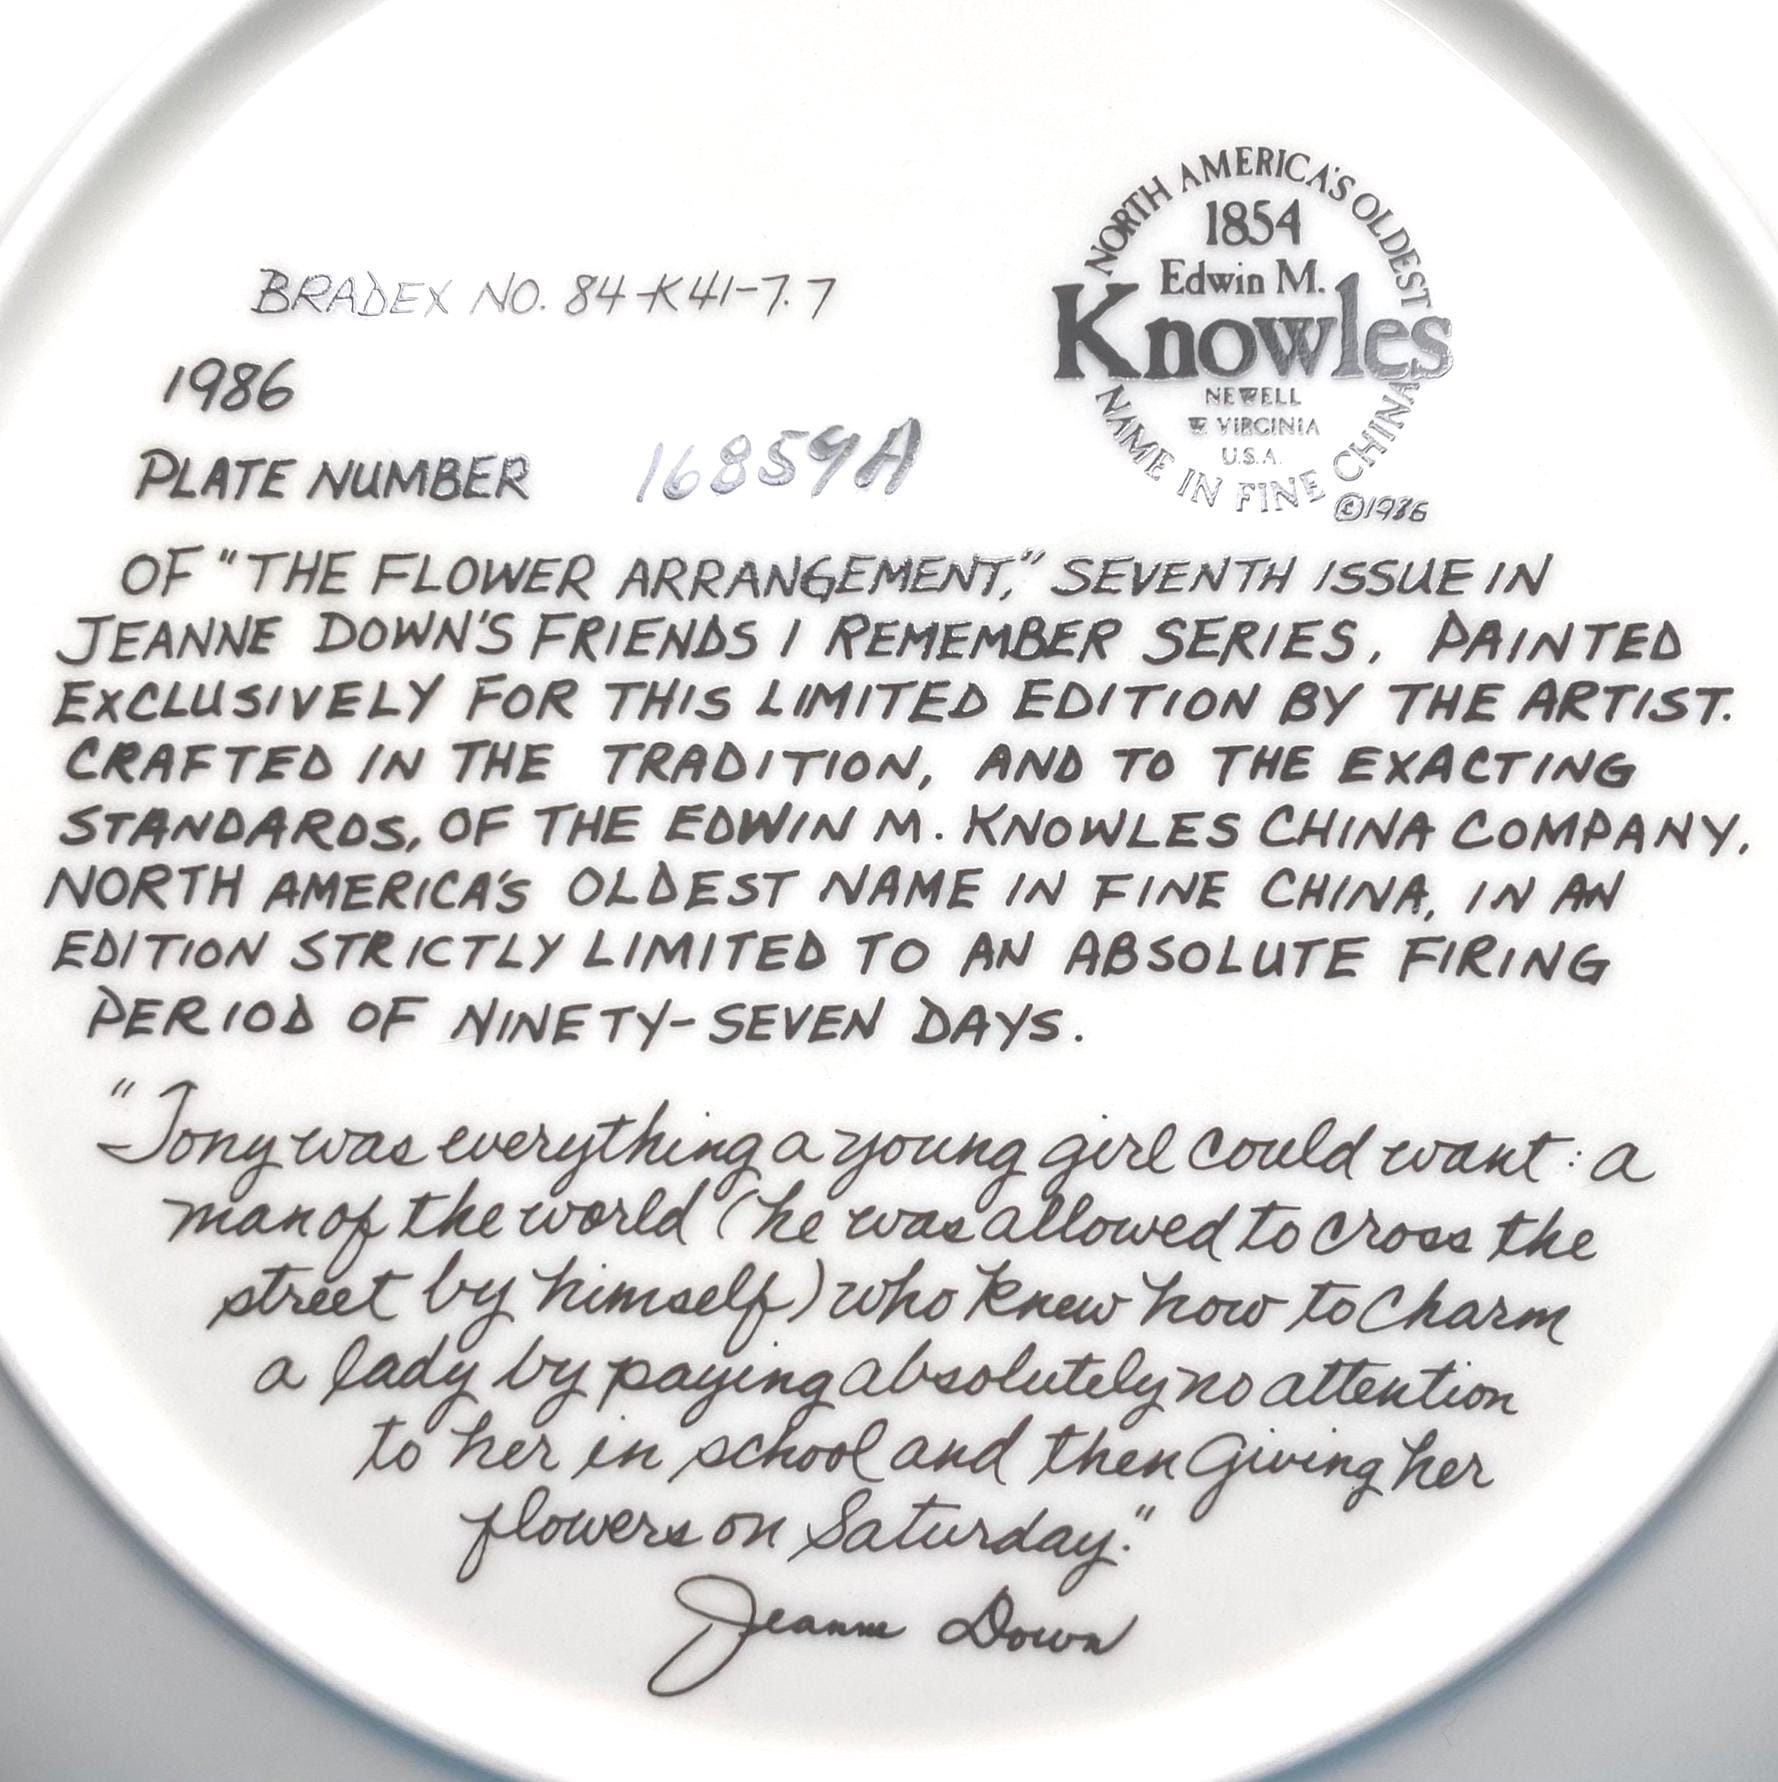 NORTH AMERICA'S OLDEST
1854
Edwin M.
Knowles
NEWELL
W. VIRGINIA
U.S.A.
NAME IN FINE CHINA
©1986
BRADEX NO. 84-K41-7.7
1986
PLATE NUMBER 16859A
OF "THE FLOWER ARRANGEMENT," SEVENTH ISSUE IN
JEANNE DOWN'S FRIENDS I REMEMBER SERIES, PAINTED
EXCLUSIVELY FOR THIS LIMITED EDITION BY THE ARTIST.
CRAFTED IN THE TRADITION, AND TO THE EXACTING
STANDARDS, OF THE EDWIN M. KNOWLES CHINA COMPANY,
NORTH AMERICA'S OLDEST NAME IN FINE CHINA, IN AN
EDITION STRICTLY LIMITED TO AN ABSOLUTE FIRING
PERIOD OF NINETY-SEVEN DAYS.
"Tony was everything a young girl could want: a
man of the world (he was allowed to cross the
street by himself) who knew how to charm
a lady by paying absolutely no attention
to her in school and then giving her
flowers on Saturday."
Jeanne Down